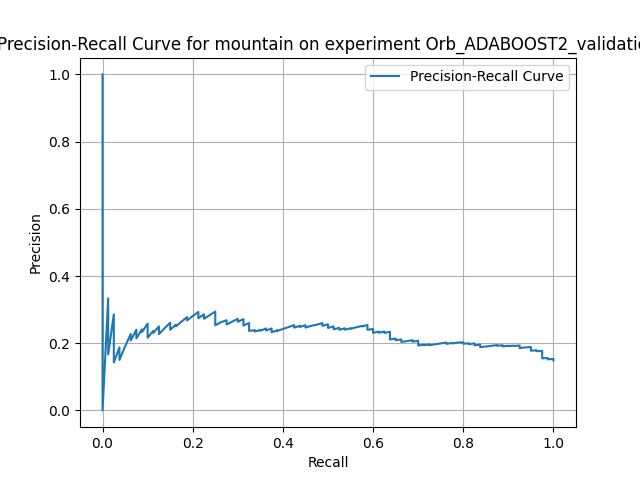 Precision-Recall Curve for mountain on experiment Orb_ADABOOST2_validatio
Precision-Recall Curve
1.0
0.8
0.6
0.4
0.2
0.0
Precision
0.0 0.2 0.4 0.6 0.8 1.0
Recall